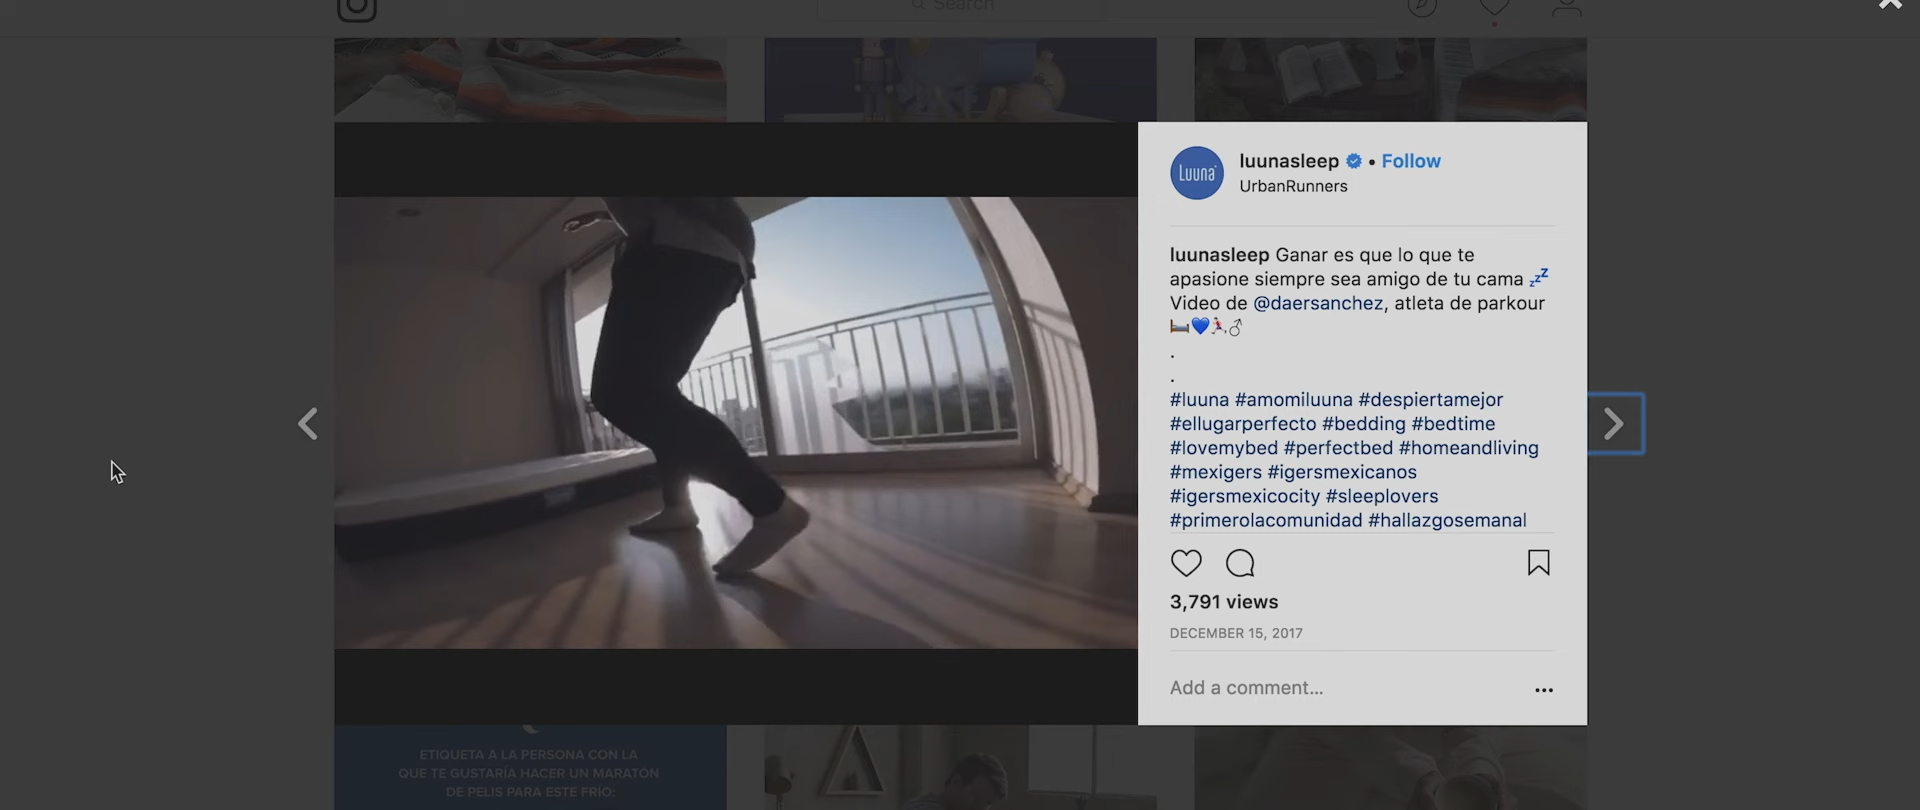 Search
Luuna
luunasleep • Follow
UrbanRunners
luunasleep Ganar es que lo que te
apasione siempre sea amigo de tu cama 💤
Video de @daersanchez, atleta de parkour
🛏💙🏃🏻♂
.
.
#luuna #amomiluuna #despiertamejor
#ellugarperfecto #bedding #bedtime
#lovemybed #perfectbed #homeandliving
#mexigers #igersmexicanos
#igersmexicocity #sleeplovers
#primerolacomunidad #hallazgosemanal
3,791 views
DECEMBER 15, 2017
Add a comment...
ETIQUETA A LA PERSONA CON LA
QUE TE GUSTARÍA HACER UN MARATÓN
DE PELIS PARA ESTE FRÍO: